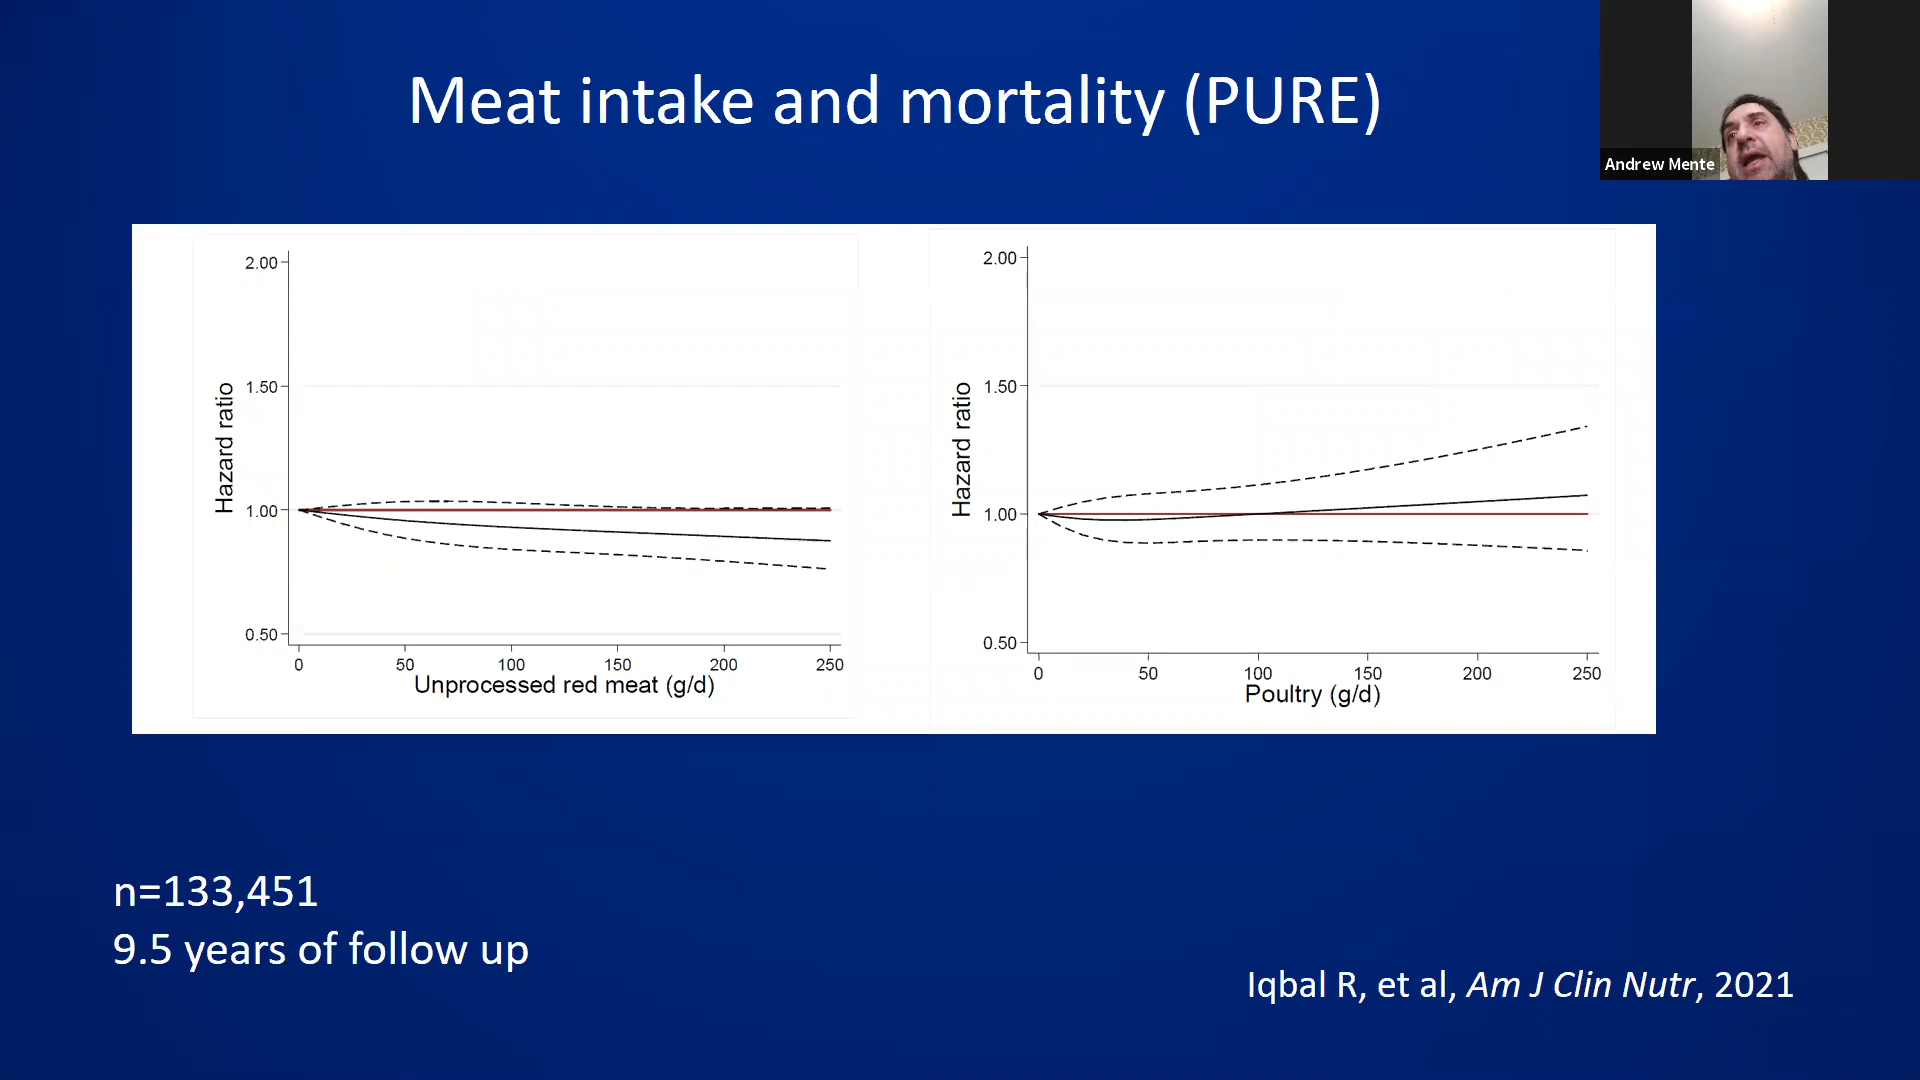 Meat intake and mortality (PURE)
Andrew Mente
2.00
1.50
1.00
0.50
Hazard ratio
0 50 100 150 200 250
Unprocessed red meat (g/d)
2.00
1.50
1.00
0.50
Hazard ratio
0 50 100 150 200 250
Poultry (g/d)
n=133,451
9.5 years of follow up
Iqbal R, et al, Am J Clin Nutr, 2021